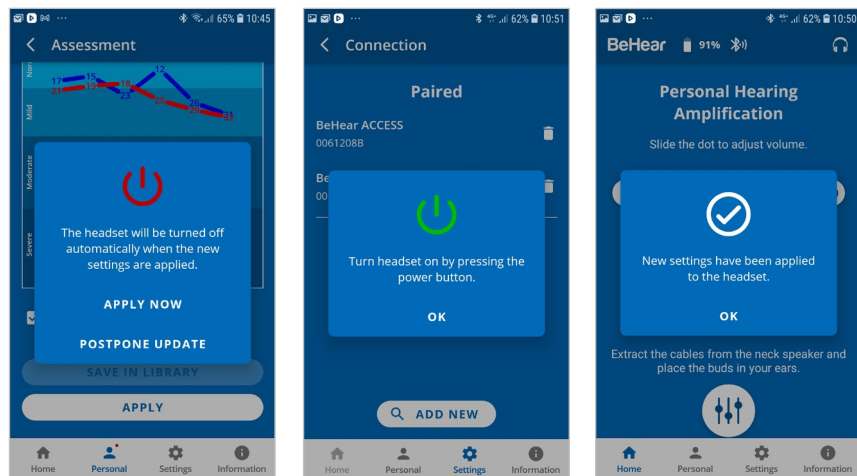 65% 10:45
Assessment
Mild
Moderate
Severe
17
15
12
21
19
18
23
25
26
29
31
32
The headset will be turned off
automatically when the new
settings are applied.
APPLY NOW
POSTPONE UPDATE
SAVE IN LIBRARY
APPLY
Home
Personal
Settings
Information
62% 10:51
Connection
Paired
BeHear ACCESS
0061208B
Be
00
Turn headset on by pressing the
power button.
OK
ADD NEW
Home
Personal
Settings
Information
62% 10:50
BeHear 91%
Personal Hearing
Amplification
Slide the dot to adjust volume.
New settings have been applied
to the headset.
OK
Extract the cables from the neck speaker and
place the buds in your ears.
Home
Personal
Settings
Information